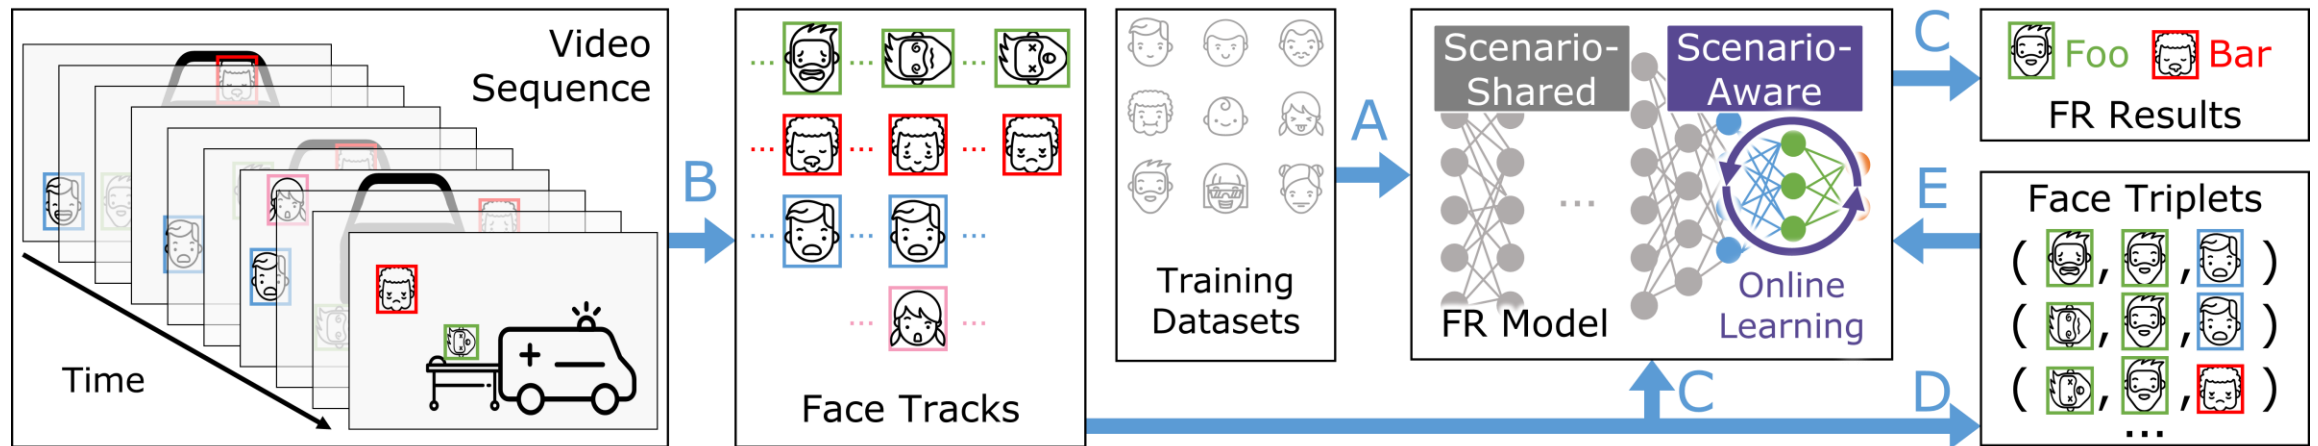 Video
Sequence
Time
B
... ... ...
... ... ...
... ... ...
... ...
Face Tracks
Training
Datasets
A
Scenario-
Shared
Scenario-
Aware
...
FR Model
Online
Learning
C
C
D
E
Foo Bar
FR Results
Face Triplets
( , , )
( , , )
( , , )
...